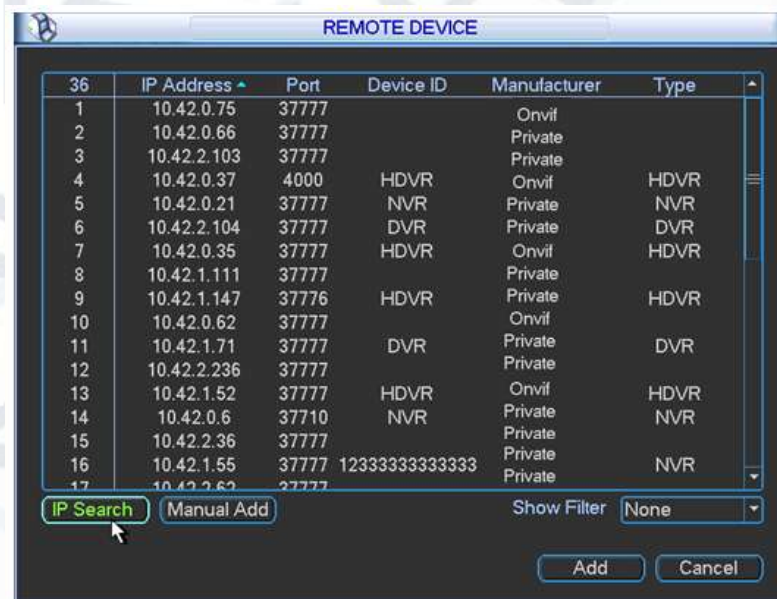 REMOTE DEVICE
36 IP Address Port Device ID Manufacturer Type
1 10.42.0.75 37777 Onvif
2 10.42.0.66 37777 Private
3 10.42.2.103 37777 Private
4 10.42.0.37 4000 HDVR Onvif HDVR
5 10.42.0.21 37777 NVR Private NVR
6 10.42.2.104 37777 DVR Private DVR
7 10.42.0.35 37777 HDVR Onvif HDVR
8 10.42.1.111 37777 Private
9 10.42.1.147 37776 HDVR Private HDVR
10 10.42.0.62 37777 Onvif
11 10.42.1.71 37777 DVR Private DVR
12 10.42.2.236 37777 Private
13 10.42.1.52 37777 HDVR Onvif HDVR
14 10.42.0.6 37710 NVR Private NVR
15 10.42.2.36 37777 Private
16 10.42.1.55 37777 12333333333333 Private NVR
17 10.42.2.62 37777 Private
IP Search Manual Add Show Filter None
Add Cancel